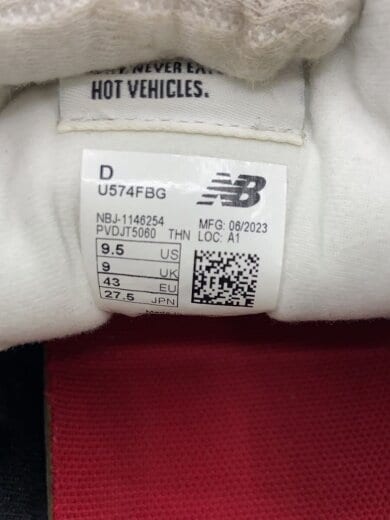 NEVER
HOT VEHICLES.
D
U574FBG
NB
NBJ-1146254 MFG: 06/2023
PVDJT5060 THN LOC: A1
9.5 US
9 UK
43 EU
27.5 JPN